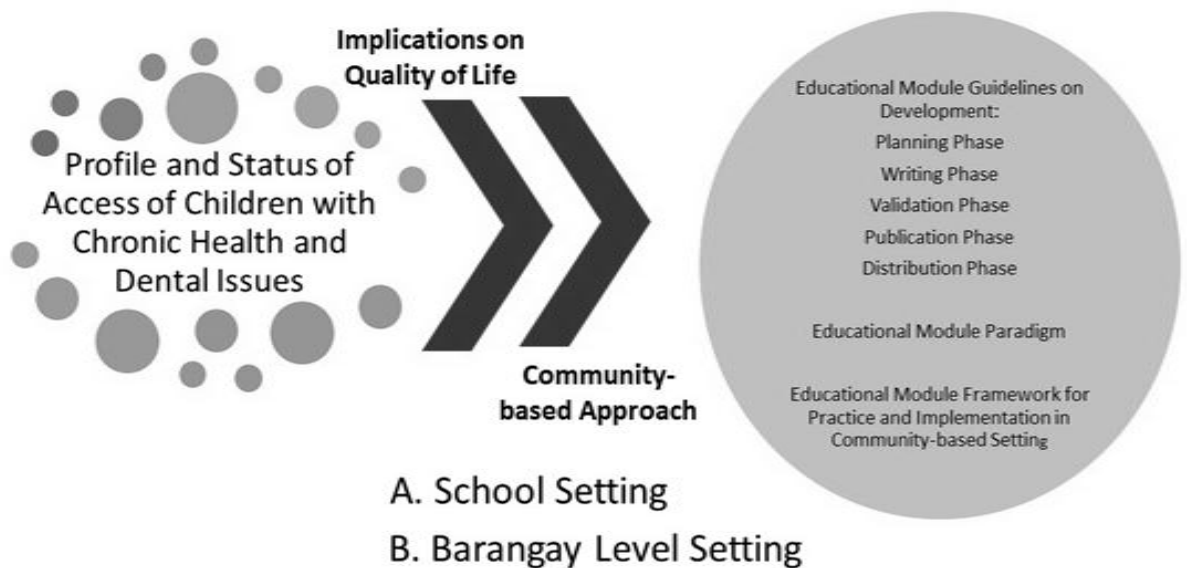 Implications on
Quality of Life
Profile and Status of
Access of Children with
Chronic Health and
Dental Issues
Community-
based Approach
A. School Setting
B. Barangay Level Setting
Educational Module Guidelines on
Development:
Planning Phase
Writing Phase
Validation Phase
Publication Phase
Distribution Phase
Educational Module Paradigm
Educational Module Framework for
Practice and Implementation in
Community-based Setting